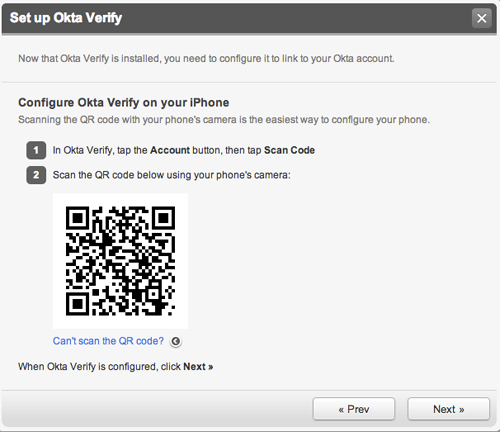 Set up Okta Verify
Now that Okta Verify is installed, you need to configure it to link to your Okta account.
Configure Okta Verify on your iPhone
Scanning the QR code with your phone's camera is the easiest way to configure your phone.
1 In Okta Verify, tap the Account button, then tap Scan Code
2 Scan the QR code below using your phone's camera:
Can't scan the QR code?
When Okta Verify is configured, click Next »
« Prev Next »